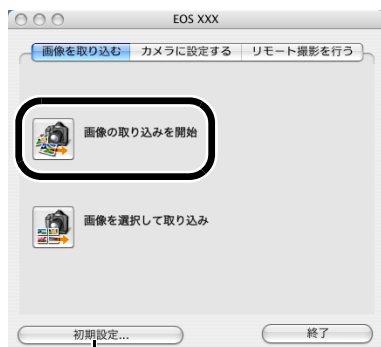 EOS XXX
画像を取り込む カメラに設定する リモート撮影を行う
画像の取り込みを開始
画像を選択して取り込み
初期設定... 終了